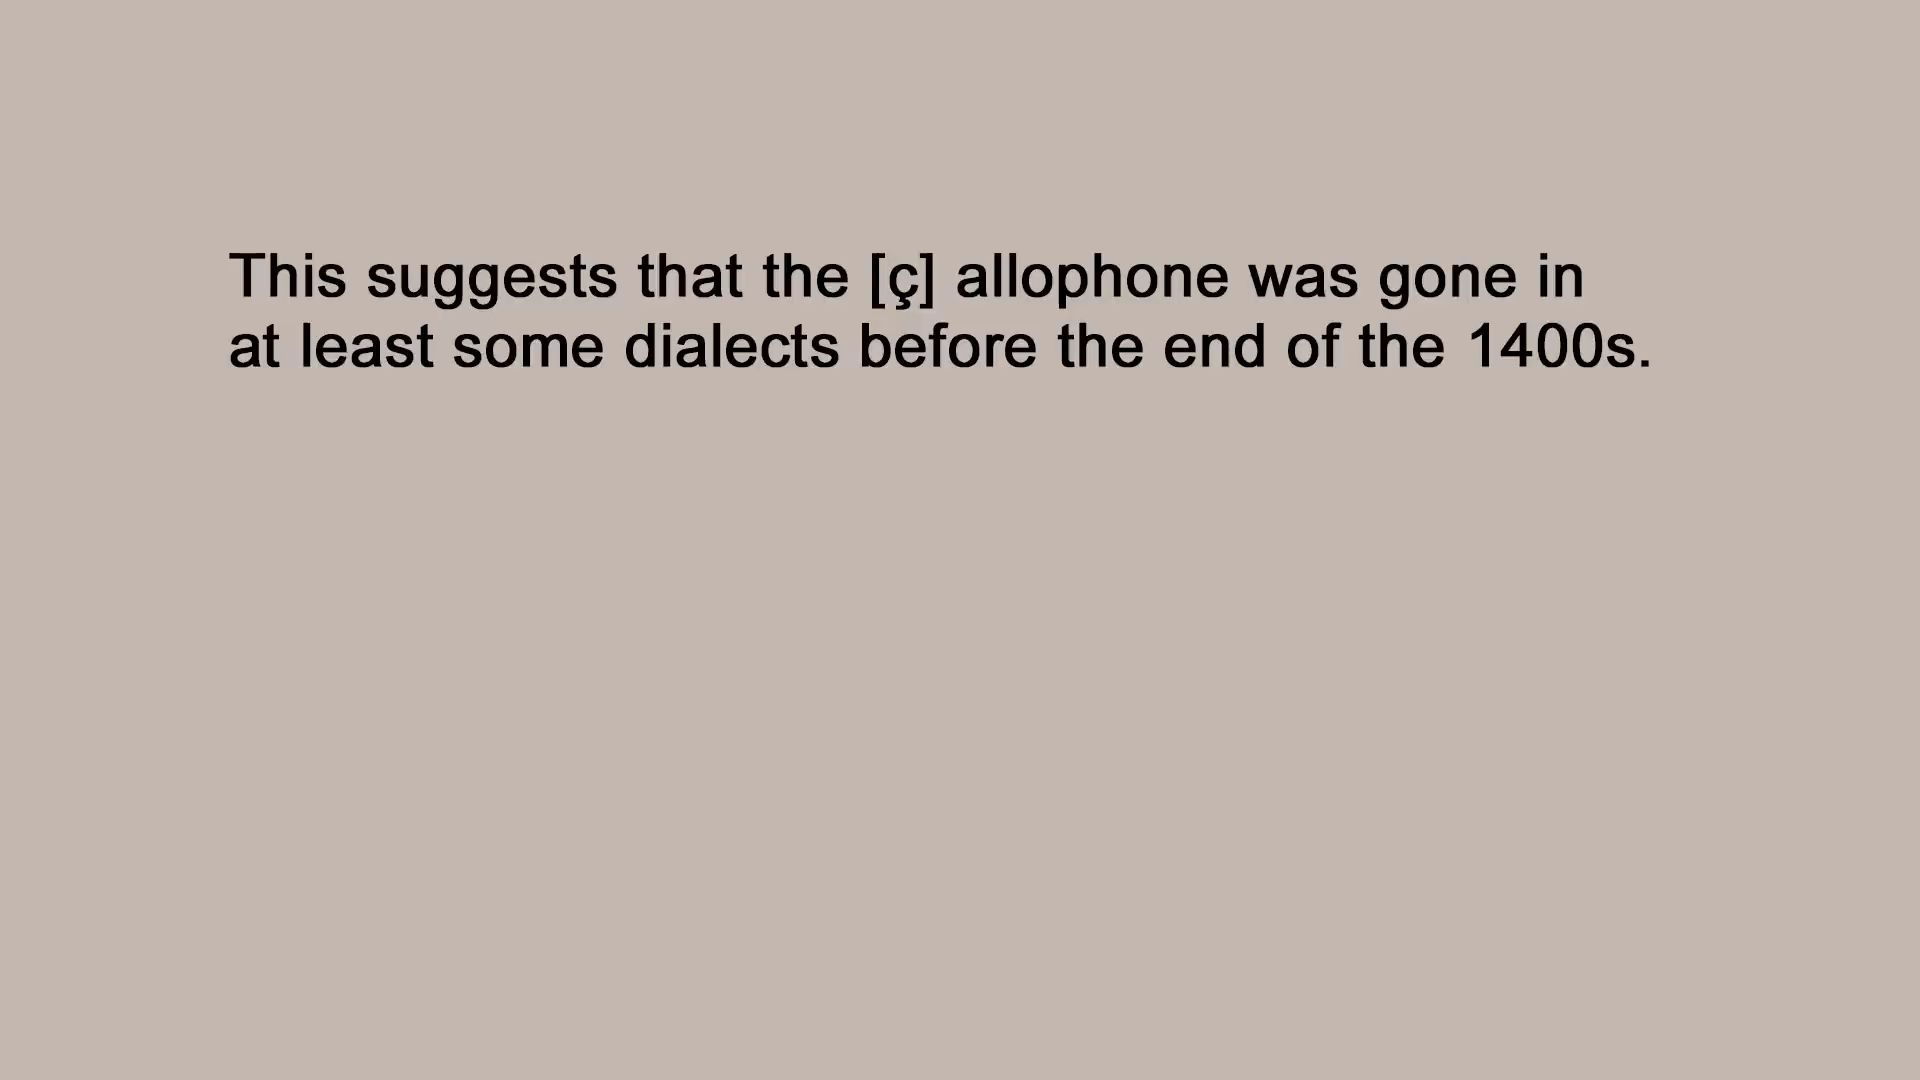 This suggests that the [ç] allophone was gone in
at least some dialects before the end of the 1400s.